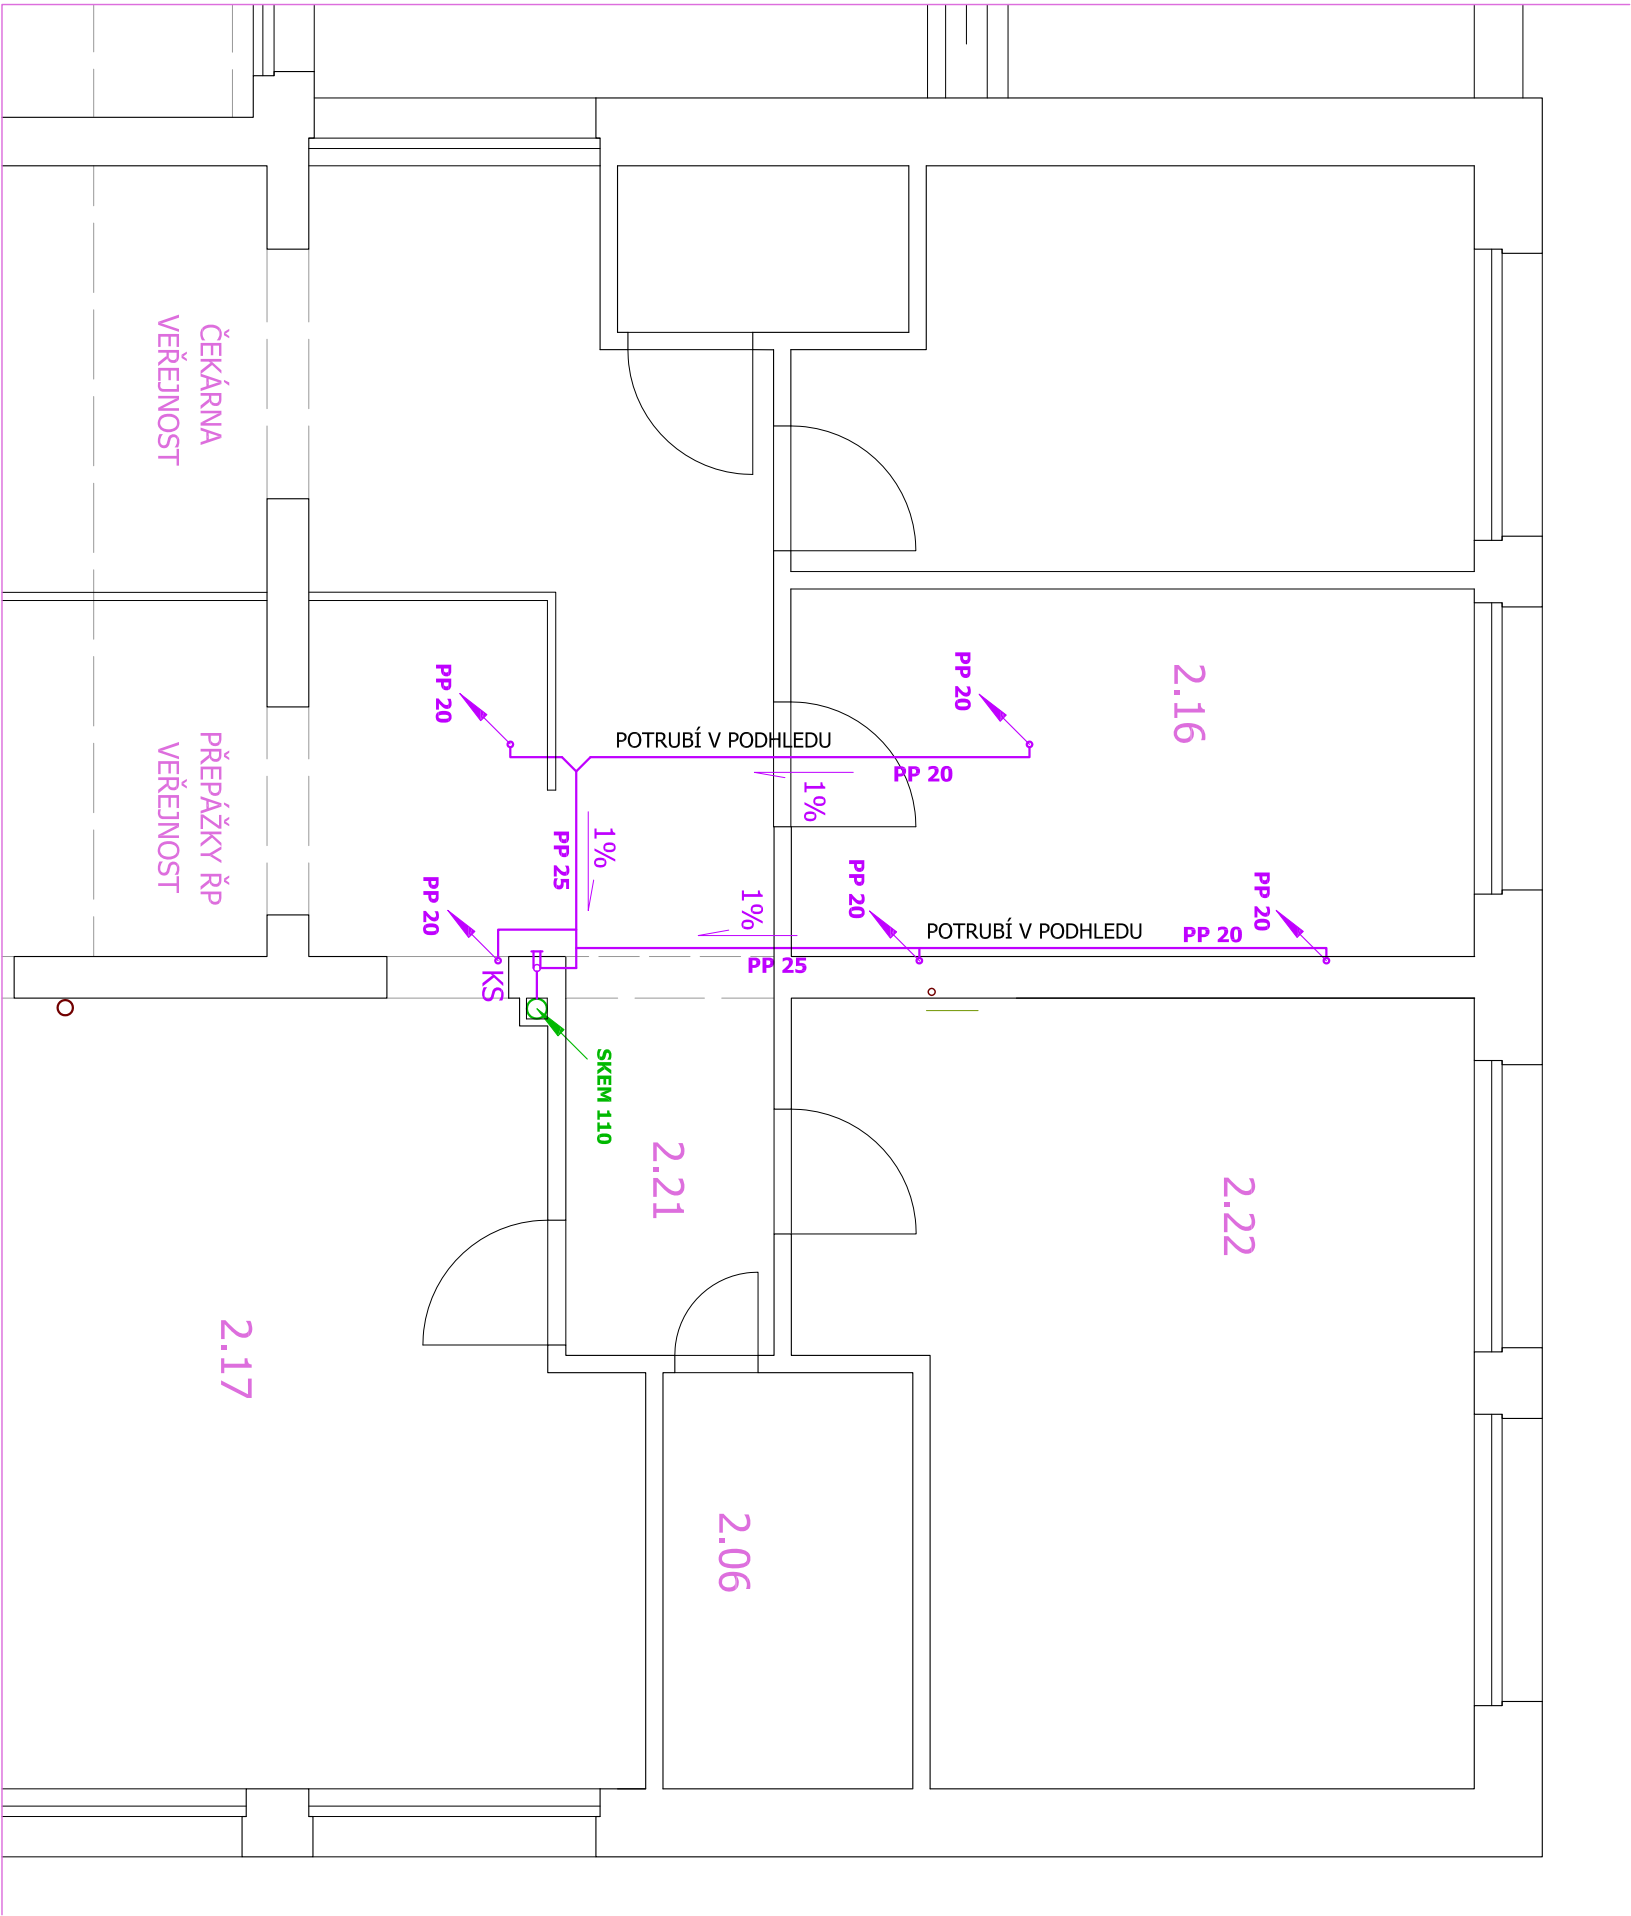 ČEKÁRNA
VEŘEJNOST
PP 20
PP 20
2.16
POTRUBÍ V PODHLEDU
PP 20
1%
PŘEPÁŽKY ŘP
VEŘEJNOST
PP 25
1%
PP 20
1%
PP 20
PP 20
POTRUBÍ V PODHLEDU
PP 20
PP 25
KS
SKEM 110
2.21
2.22
2.17
2.06